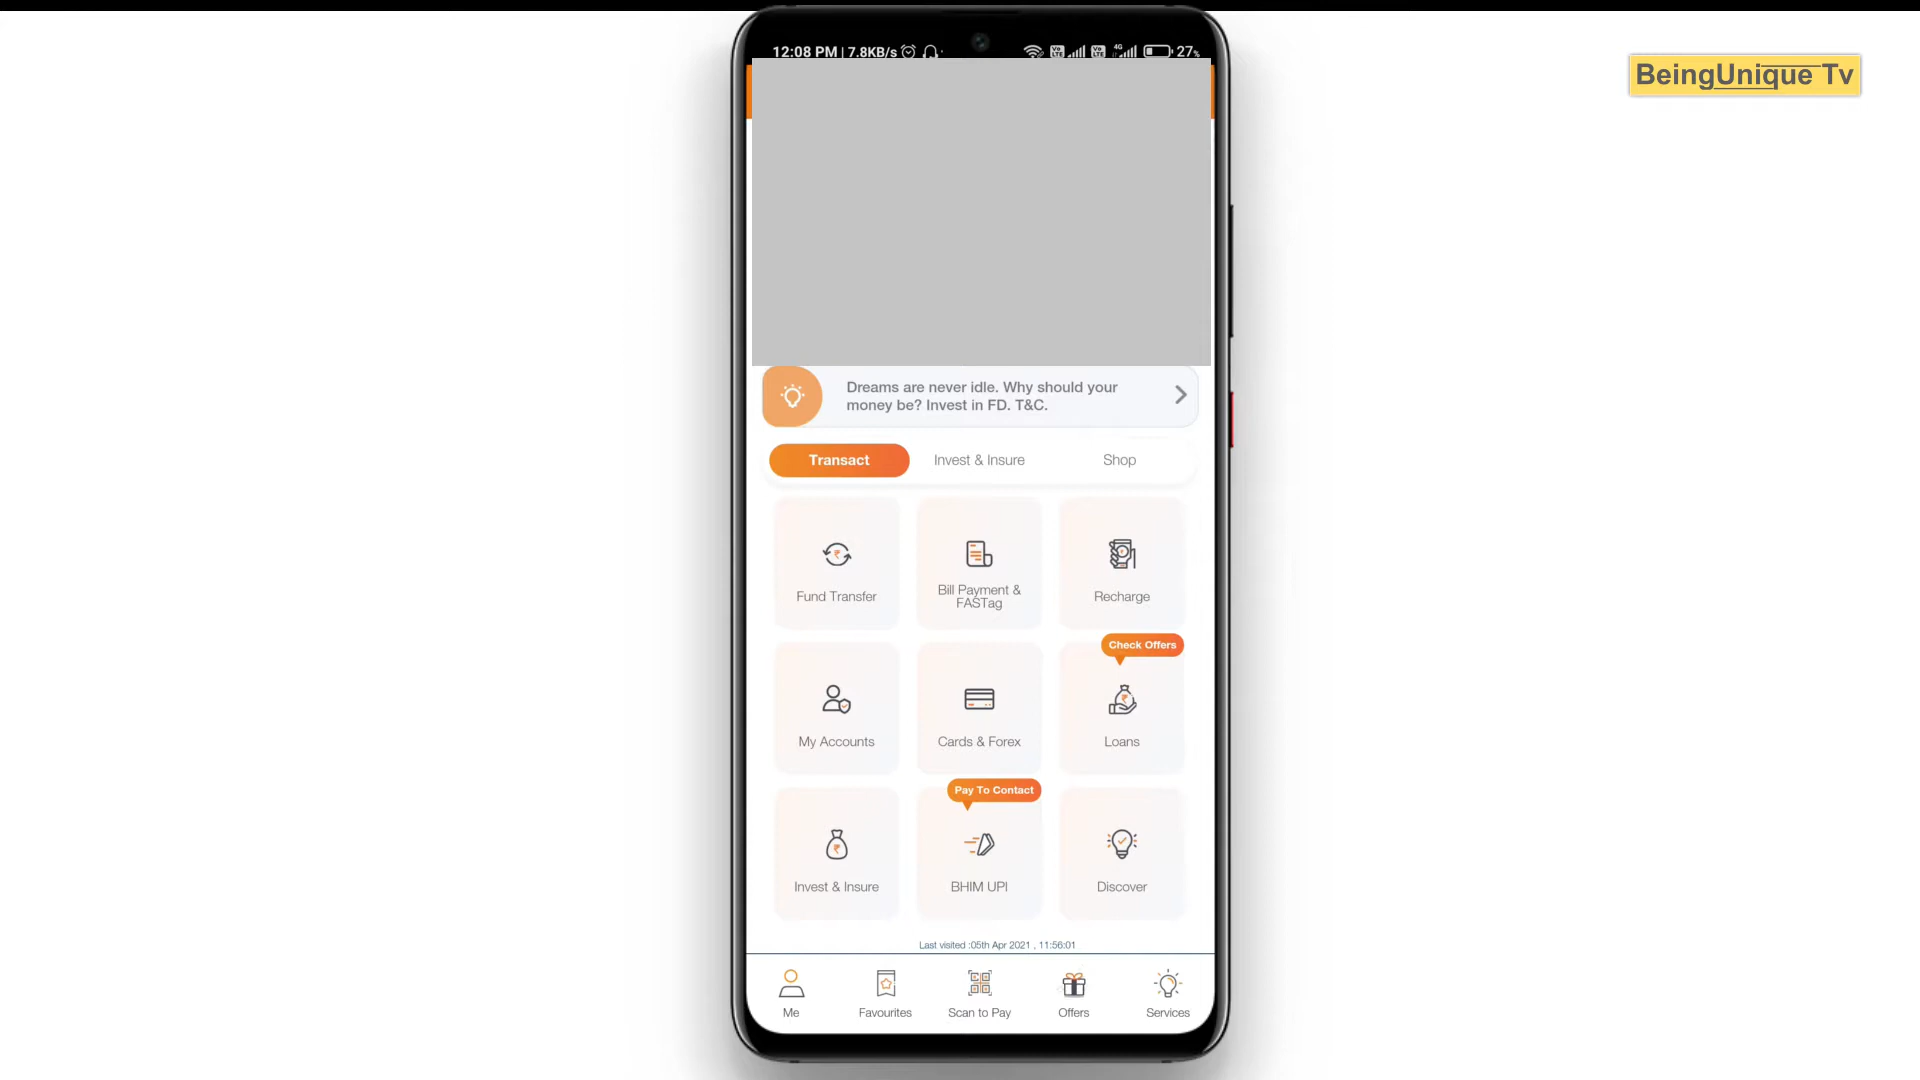 BeingUnique Tv
12:08 PM | 7.8KB/s
4G
27%
Dreams are never idle. Why should your
money be? Invest in FD. T&C.
Transact
Invest & Insure
Shop
Fund Transfer
Bill Payment &
FASTag
Recharge
Check Offers
My Accounts
Cards & Forex
Loans
Pay To Contact
Invest & Insure
BHIM UPI
Discover
Last visited :05th Apr 2021 , 11:56:01
Me
Favourites
Scan to Pay
Offers
Services